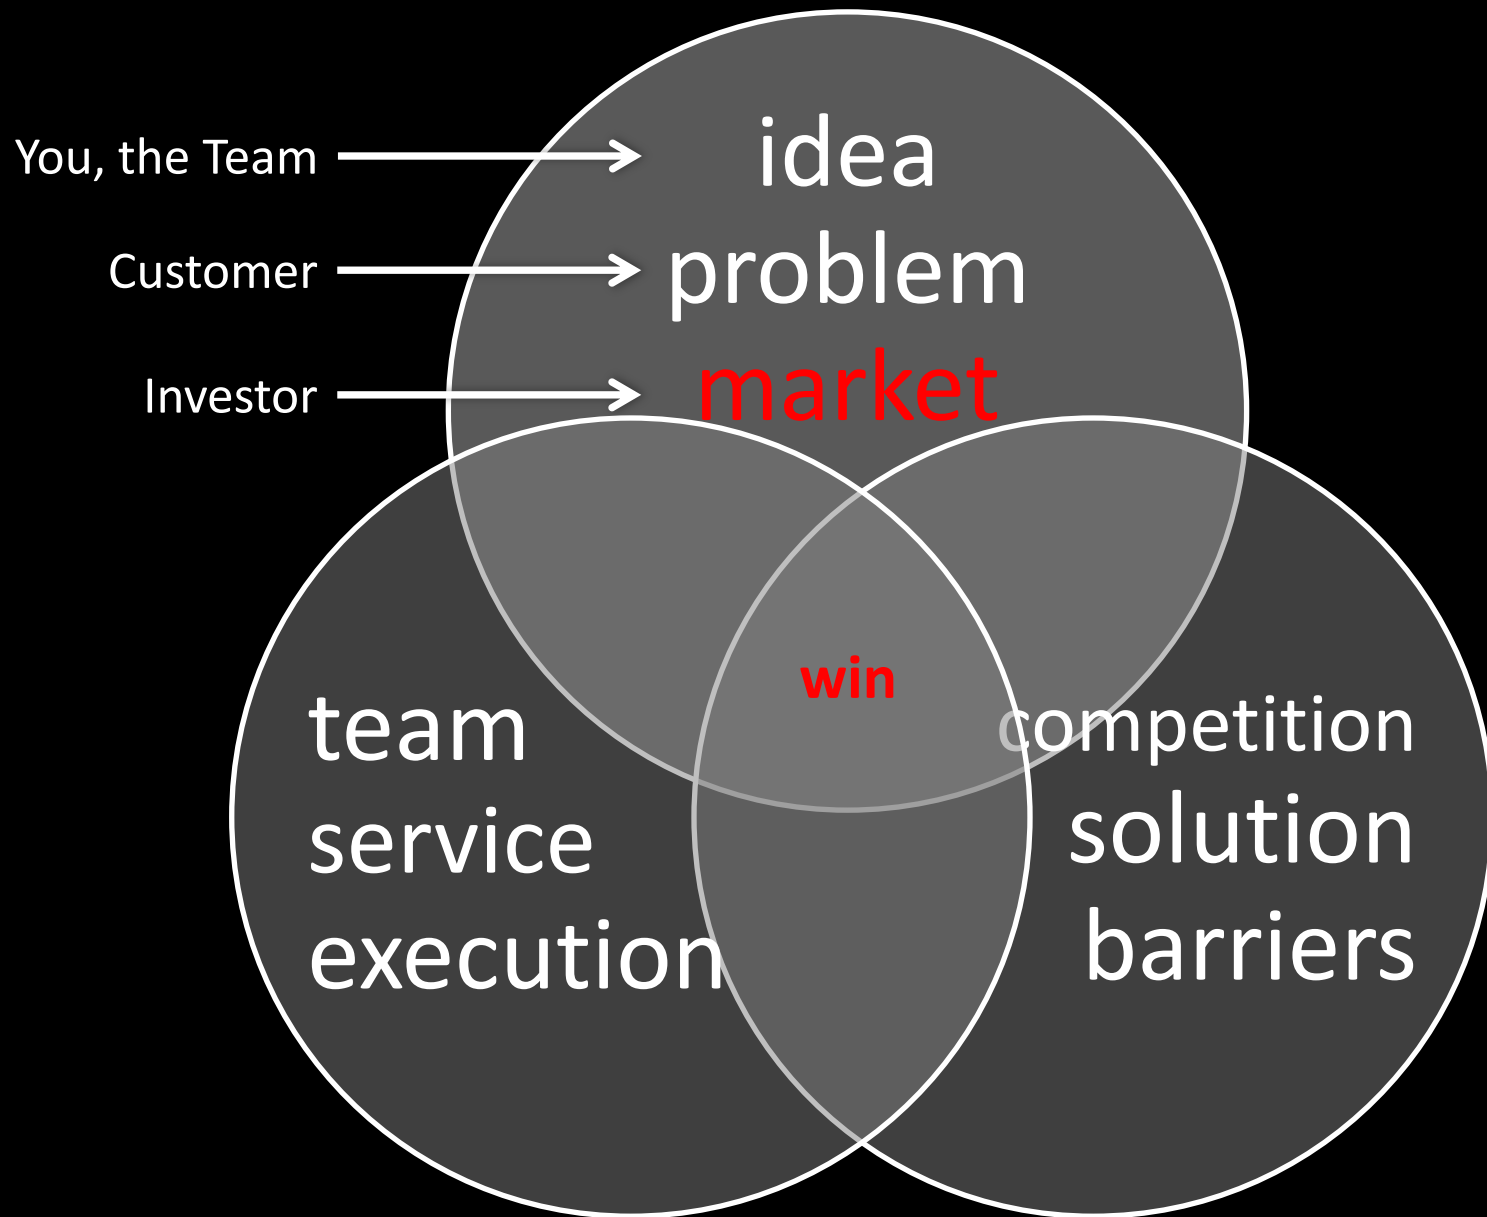 You, the Team
idea
Customer
problem
Investor
market
win
team
service
execution
competition
solution
barriers